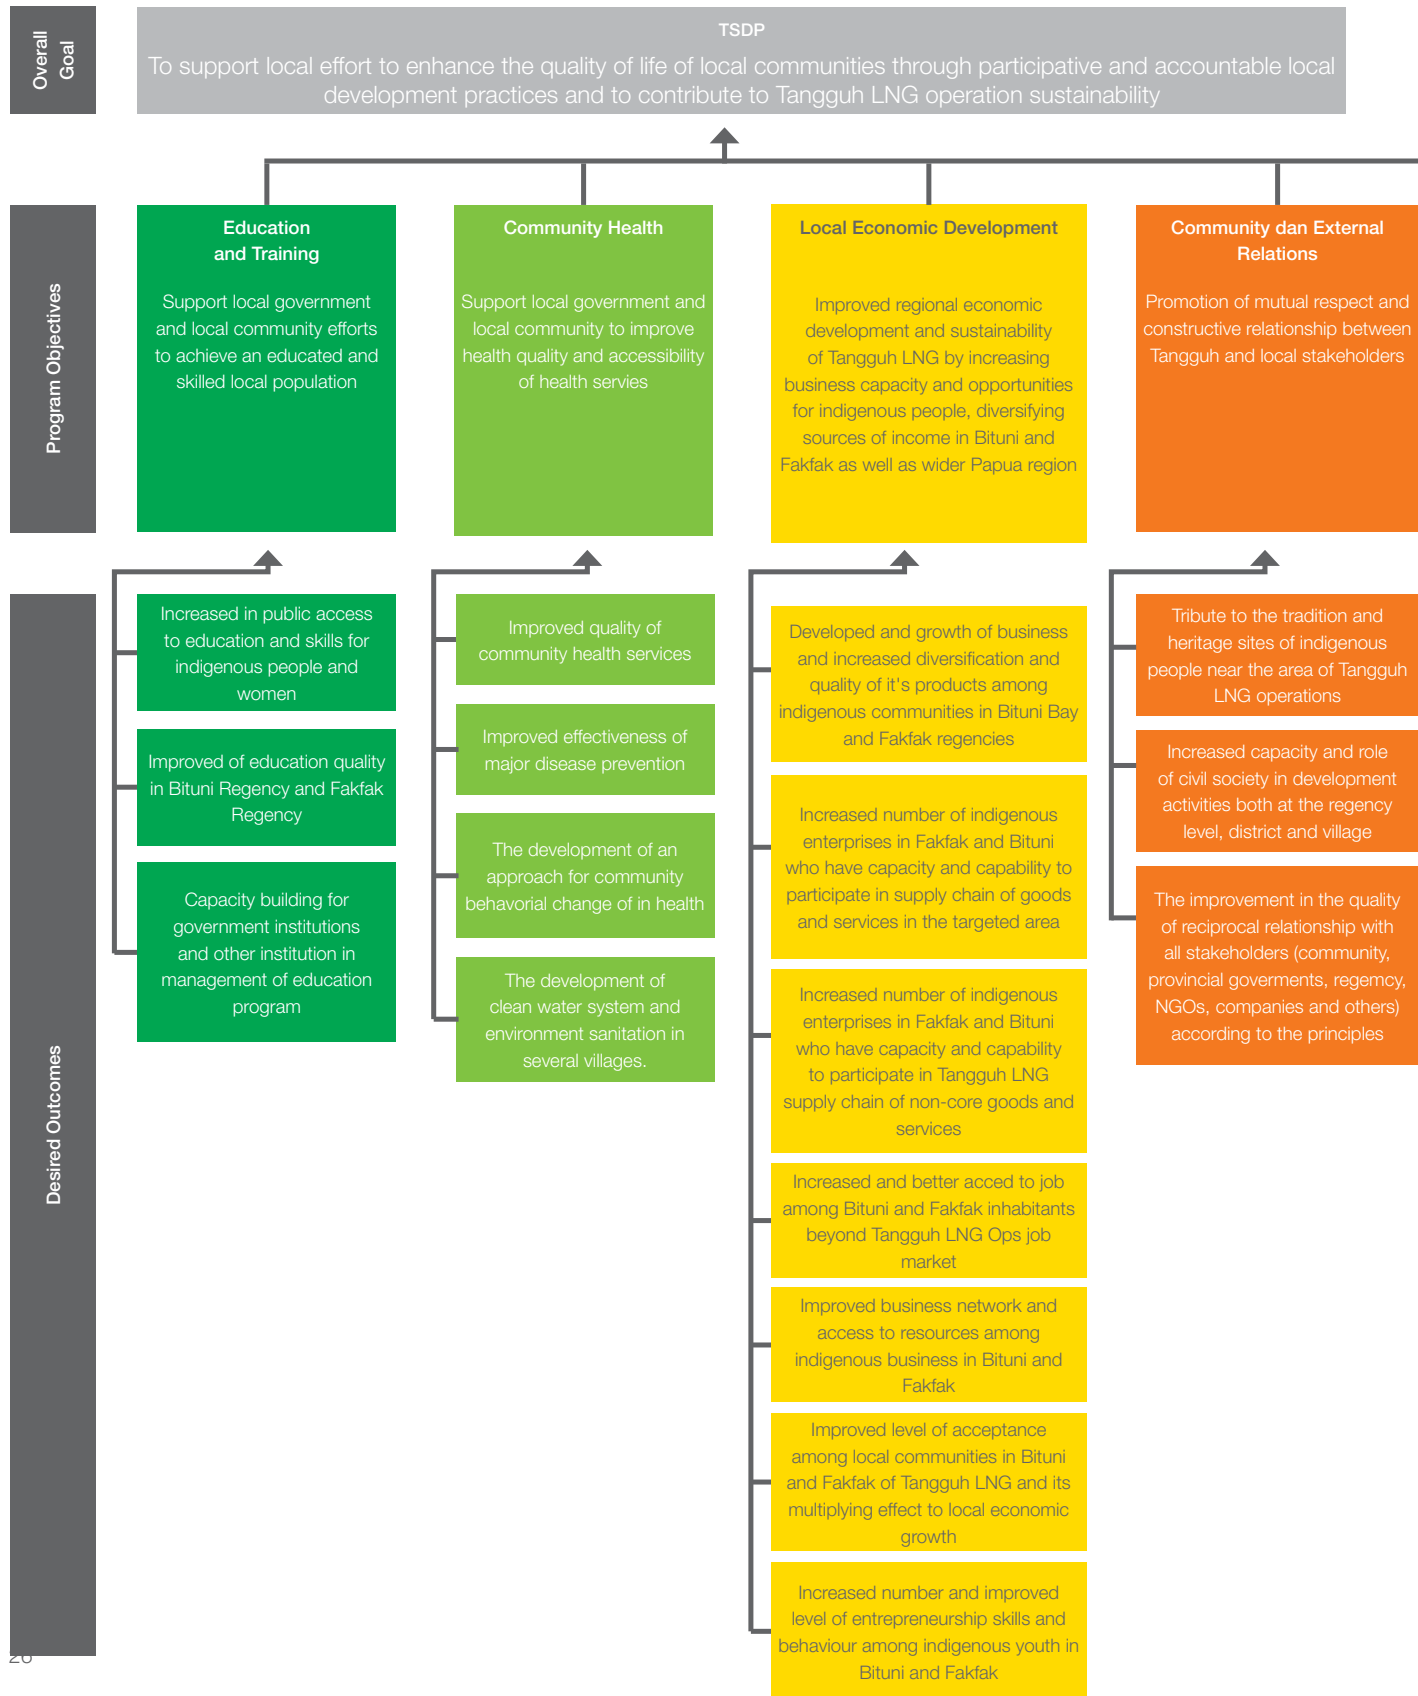 Overall
Goal
TSDP
To support local effort to enhance the quality of life of local communities through participative and accountable local
development practices and to contribute to Tangguh LNG operation sustainability
Program Objectives
Education
and Training
Support local government
and local community efforts
to achieve an educated and
skilled local population
Community Health
Support local government and
local community to improve
health quality and accessibility
of health servies
Local Economic Development
Improved regional economic
development and sustainability
of Tangguh LNG by increasing
business capacity and opportunities
for indigenous people, diversifying
sources of income in Bituni and
Fakfak as well as wider Papua region
Community dan External
Relations
Promotion of mutual respect and
constructive relationship between
Tangguh and local stakeholders
Desired Outcomes
Increased in public access
to education and skills for
indigenous people and
women
Improved of education quality
in Bituni Regency and Fakfak
Regency
Capacity building for
government institutions
and other institution in
management of education
program
Improved quality of
community health services
Improved effectiveness of
major disease prevention
The development of an
approach for community
behavorial change of in health
The development of
clean water system and
environment sanitation in
several villages.
Developed and growth of business
and increased diversification and
quality of it's products among
indigenous communities in Bituni Bay
and Fakfak regencies
Increased number of indigenous
enterprises in Fakfak and Bituni
who have capacity and capability to
participate in supply chain of goods
and services in the targeted area
Increased number of indigenous
enterprises in Fakfak and Bituni
who have capacity and capability
to participate in Tangguh LNG
supply chain of non-core goods and
services
Increased and better acced to job
among Bituni and Fakfak inhabitants
beyond Tangguh LNG Ops job
market
Improved business network and
access to resources among
indigenous business in Bituni and
Fakfak
Improved level of acceptance
among local communities in Bituni
and Fakfak of Tangguh LNG and its
multiplying effect to local economic
growth
Increased number and improved
level of entrepreneurship skills and
behaviour among indigenous youth in
Bituni and Fakfak
Tribute to the tradition and
heritage sites of indigenous
people near the area of Tangguh
LNG operations
Increased capacity and role
of civil society in development
activities both at the regency
level, district and village
The improvement in the quality
of reciprocal relationship with
all stakeholders (community,
provincial goverments, regemcy,
NGOs, companies and others)
according to the principles